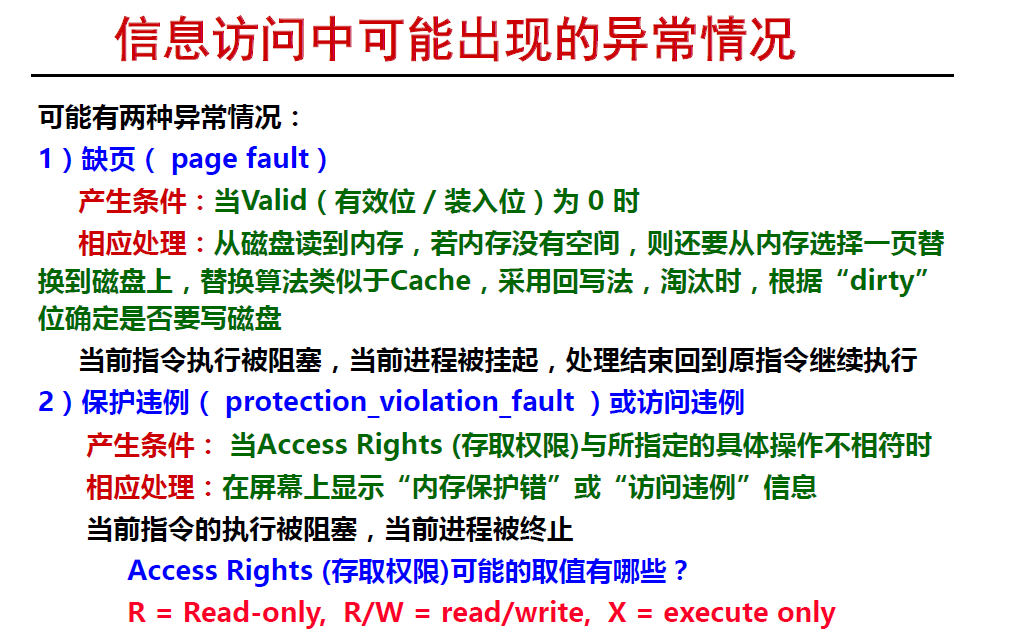 信息访问中可能出现的异常情况
可能有两种异常情况：
1）缺页（ page fault）
产生条件：当Valid（有效位 / 装入位）为 0 时
相应处理：从磁盘读到内存，若内存没有空间，则还要从内存选择一页替
换到磁盘上，替换算法类似于Cache，采用回写法，淘汰时，根据“dirty”
位确定是否要写磁盘
当前指令执行被阻塞，当前进程被挂起，处理结束回到原指令继续执行
2）保护违例（ protection_violation_fault ）或访问违例
产生条件： 当Access Rights (存取权限)与所指定的具体操作不相符时
相应处理：在屏幕上显示“内存保护错”或“访问违例”信息
当前指令的执行被阻塞，当前进程被终止
Access Rights (存取权限)可能的取值有哪些？
R = Read-only, R/W = read/write, X = execute only